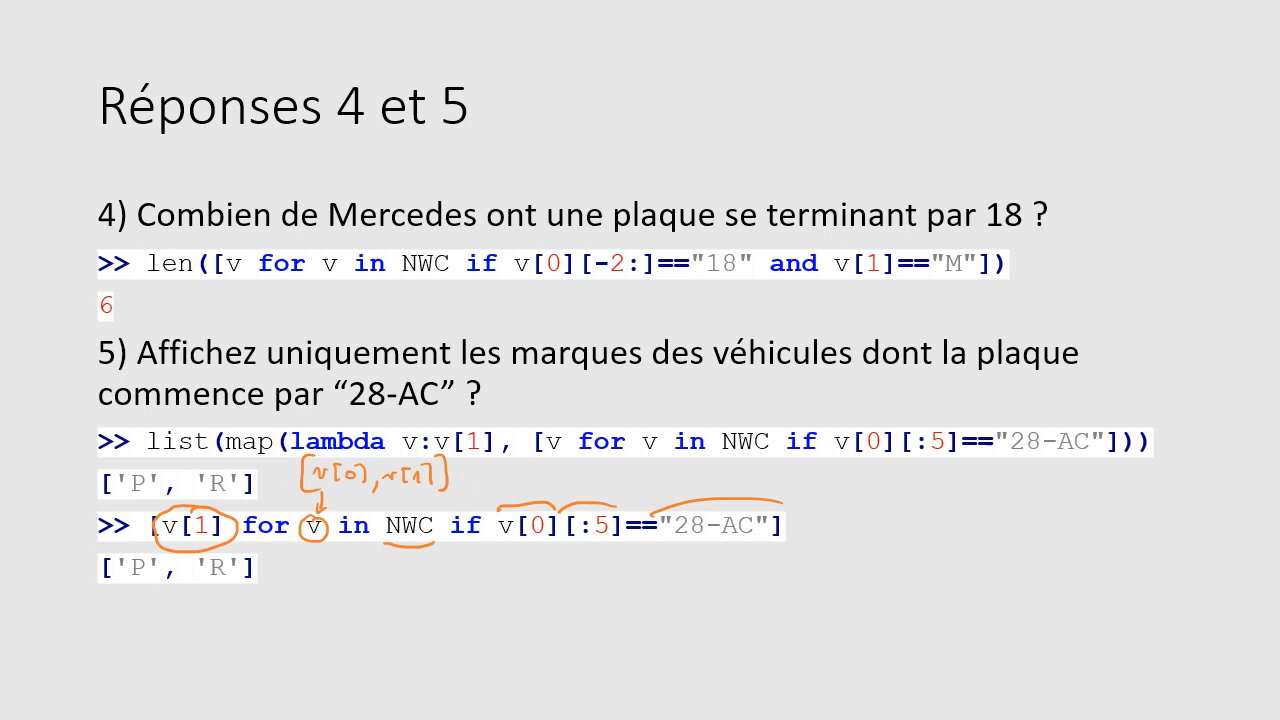 Réponses 4 et 5
4) Combien de Mercedes ont une plaque se terminant par 18 ?
>> len([v for v in NWC if v[0][-2:]=="18" and v[1]=="M"])
6
5) Affichez uniquement les marques des véhicules dont la plaque
commence par “28-AC” ?
>> list(map(lambda v:v[1], [v for v in NWC if v[0][:5]=="28-AC"]))
['P', 'R']
[v[0], v[1]]
>> [v[1] for v in NWC if v[0][:5]=="28-AC"]
['P', 'R']